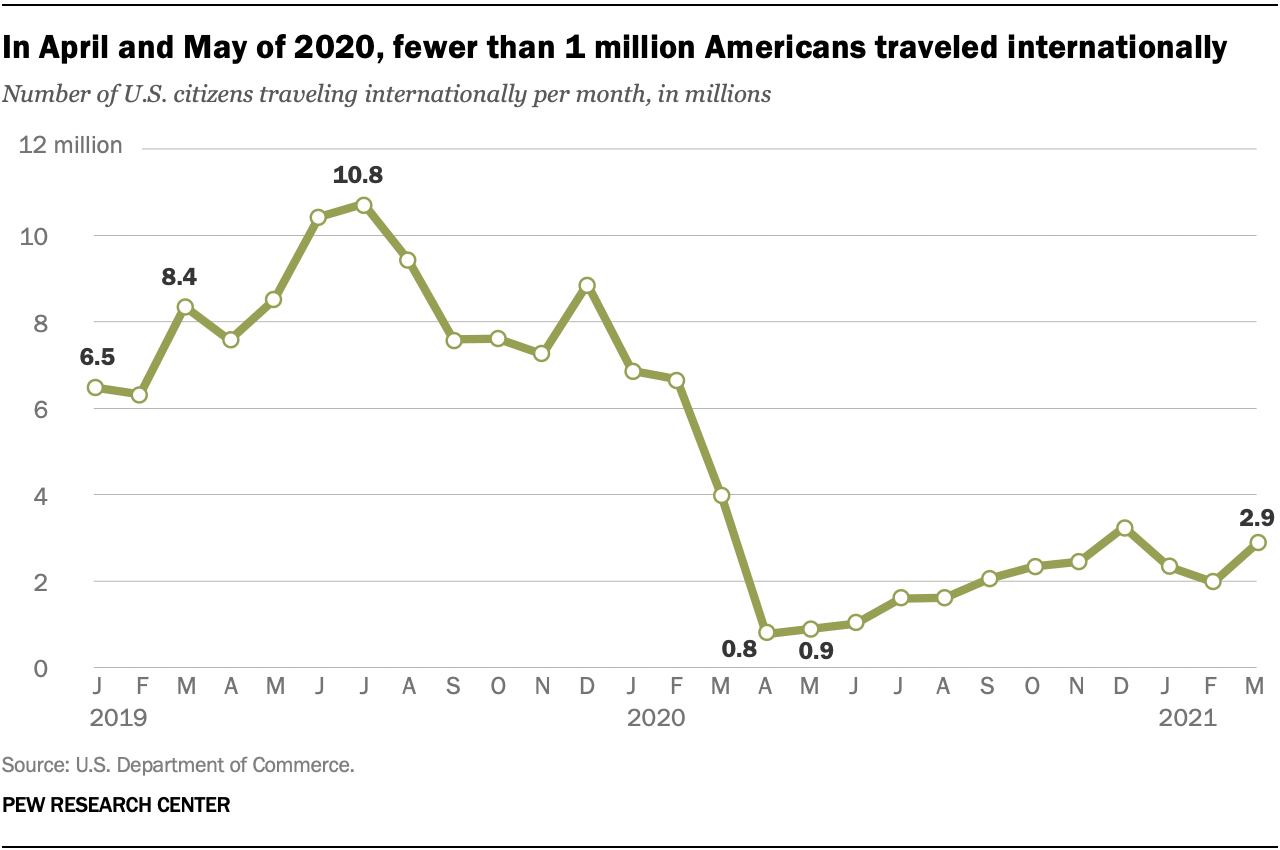 In April and May of 2020, fewer than 1 million Americans traveled internationally
Number of U.S. citizens traveling internationally per month, in millions
12 million
10.8
10
8.4
8
6.5
6
4
2.9
2
0.8
0.9
0
J F M A M J J A S O N D J F M A M J J A S O N D J F M
2019 2020 2021
Source: U.S. Department of Commerce.
PEW RESEARCH CENTER